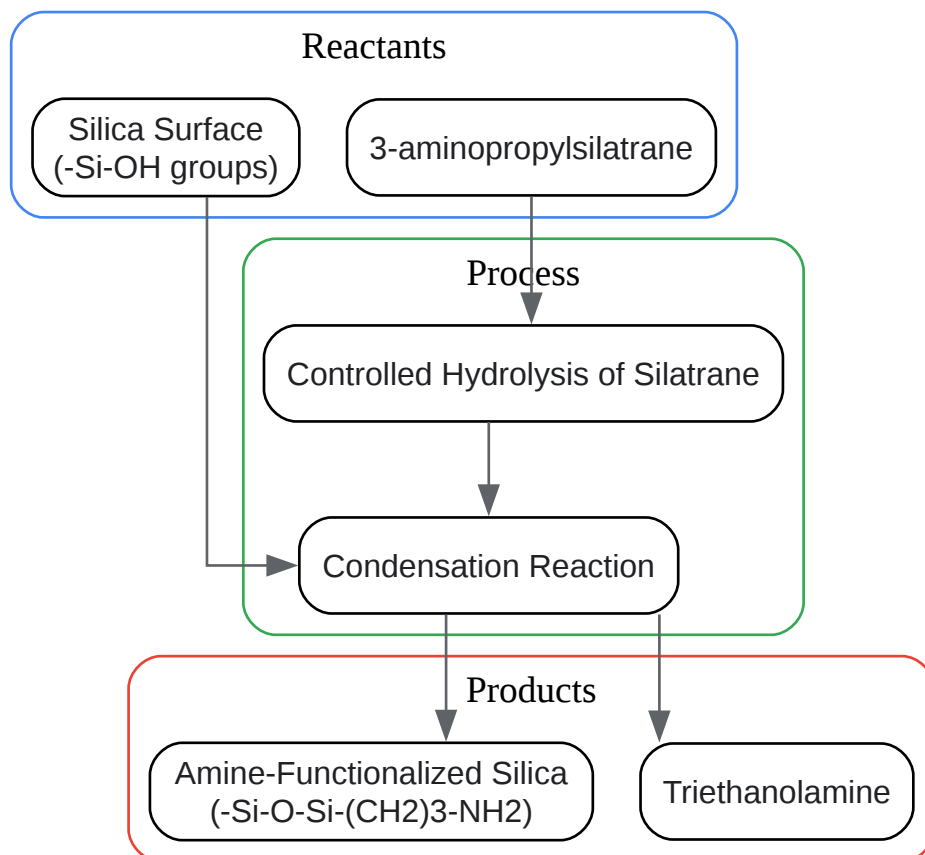 Reactants
Silica Surface
(-Si-OH groups)
3-aminopropylsilatrane
Process
Controlled Hydrolysis of Silatrane
Condensation Reaction
Products
Amine-Functionalized Silica
(-Si-O-Si-(CH2)3-NH2)
Triethanolamine